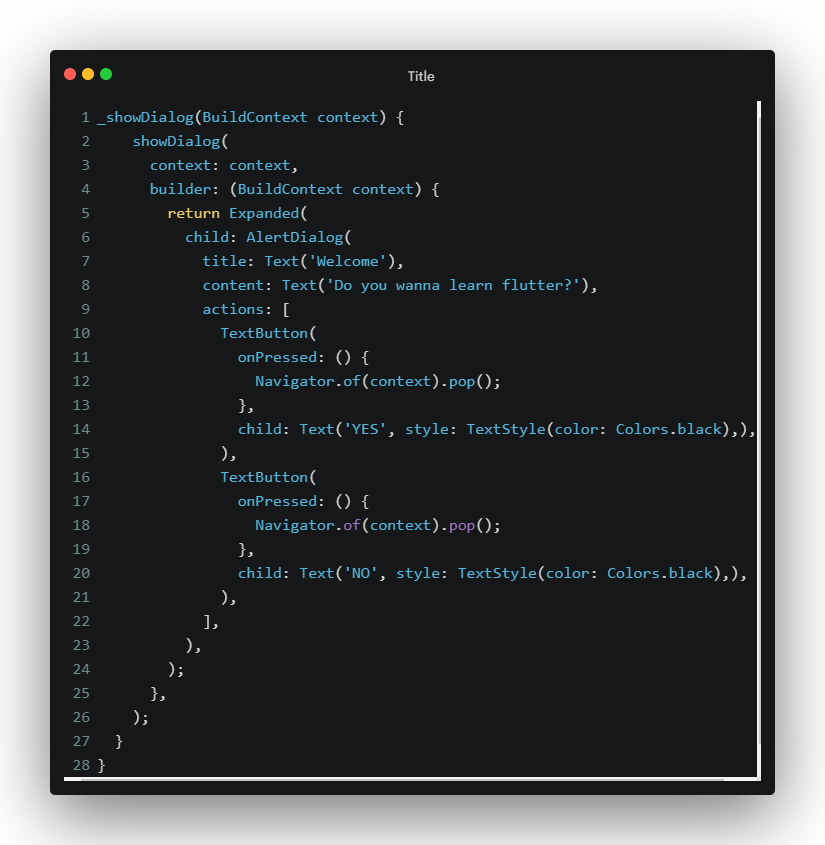 Title
1 _showDialog(BuildContext context) {
2     showDialog(
3       context: context,
4       builder: (BuildContext context) {
5         return Expanded(
6           child: AlertDialog(
7             title: Text('Welcome'),
8             content: Text('Do you wanna learn flutter?'),
9             actions: [
10               TextButton(
11                 onPressed: () {
12                   Navigator.of(context).pop();
13                 },
14                 child: Text('YES', style: TextStyle(color: Colors.black),),
15               ),
16               TextButton(
17                 onPressed: () {
18                   Navigator.of(context).pop();
19                 },
20                 child: Text('NO', style: TextStyle(color: Colors.black),),
21               ),
22             ],
23           ),
24         );
25       },
26     );
27   }
28 }